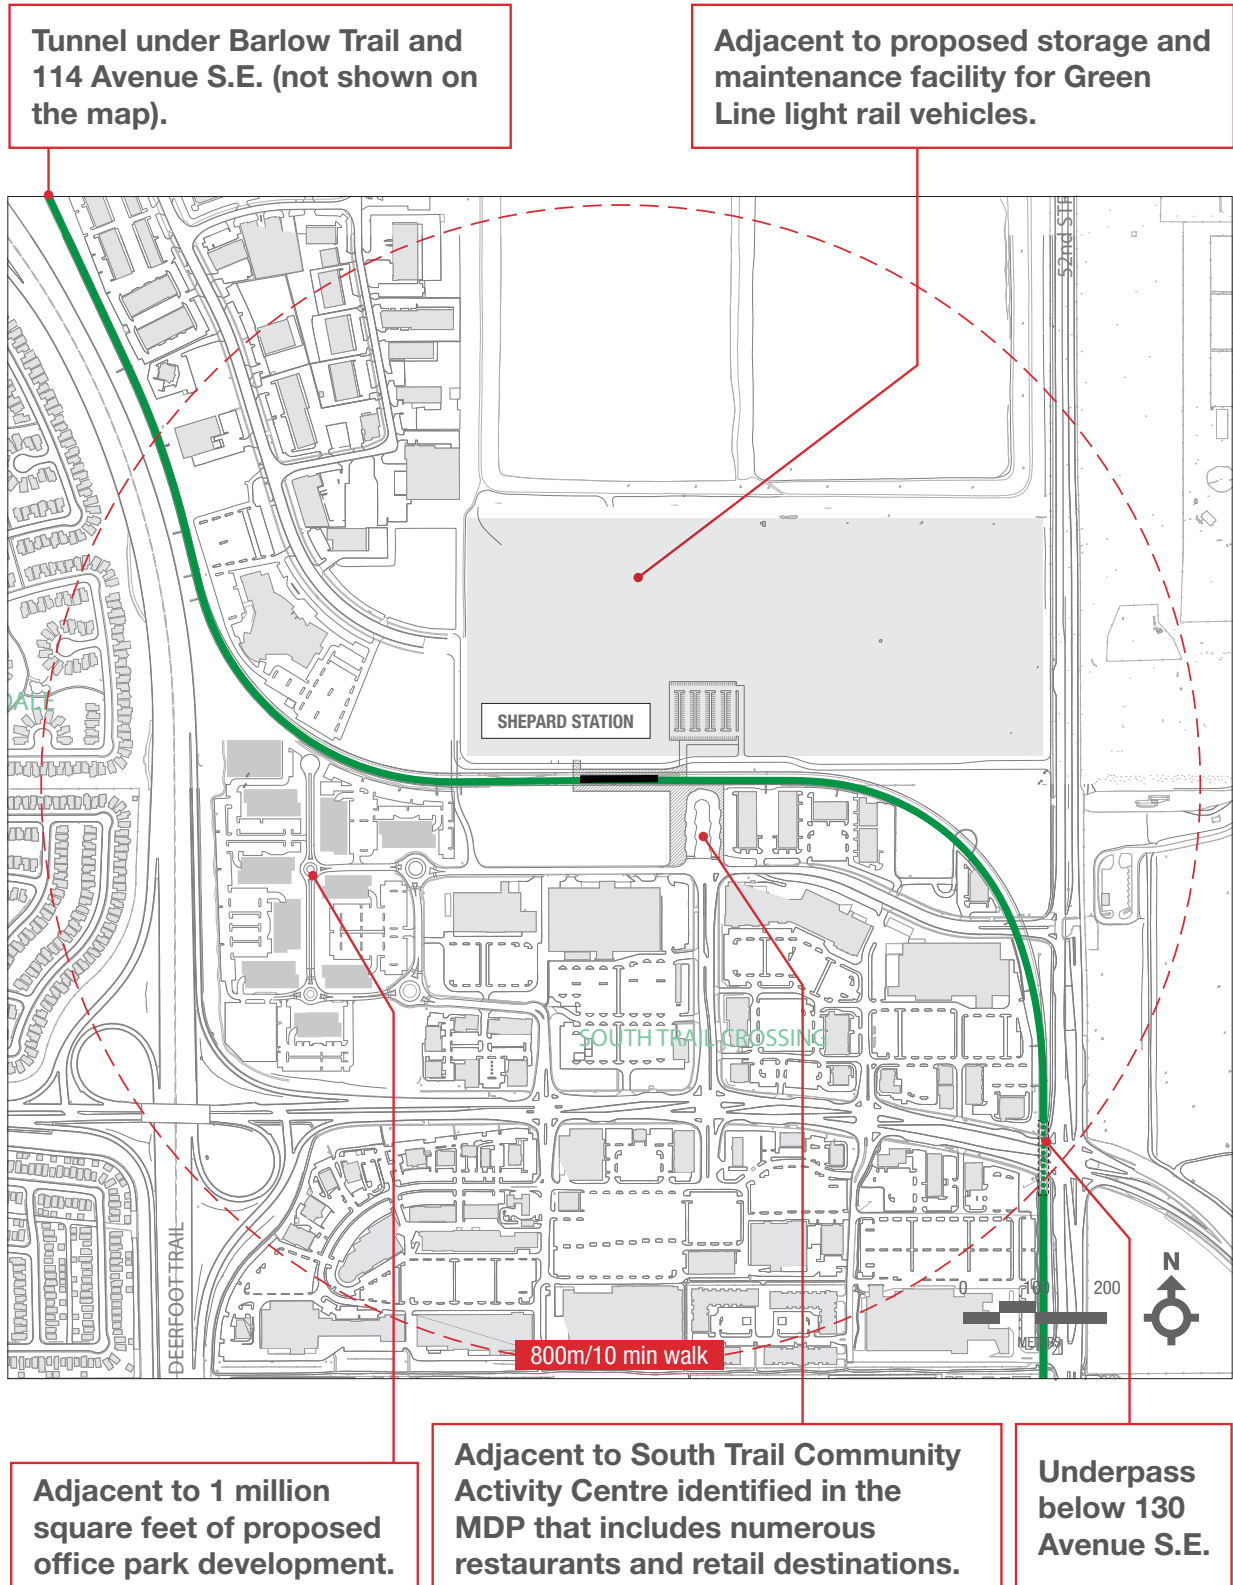 Tunnel under Barlow Trail and
114 Avenue S.E. (not shown on
the map).
Adjacent to proposed storage and
maintenance facility for Green
Line light rail vehicles.
52nd
SHEPARD STATION
SOUTH TRAIL CROSSING
DEERFOOT TRAIL
N
0 100 200
METERS
800m/10 min walk
Adjacent to 1 million
square feet of proposed
office park development.
Adjacent to South Trail Community
Activity Centre identified in the
MDP that includes numerous
restaurants and retail destinations.
Underpass
below 130
Avenue S.E.